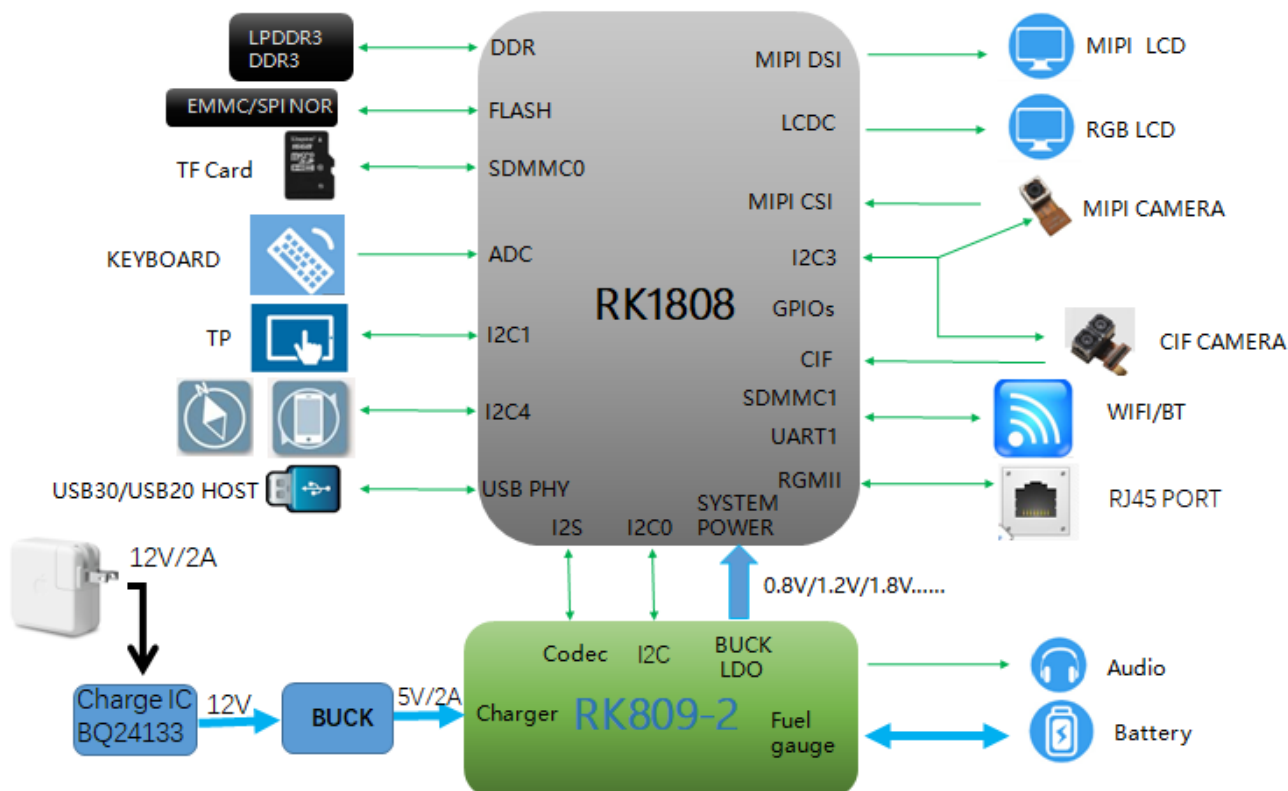 LPDDR3
DDR3
DDR
MIPI DSI
MIPI LCD
EMMC/SPI NOR
FLASH
LCDC
RGB LCD
TF Card
SDMMC0
MIPI CSI
MIPI CAMERA
KEYBOARD
ADC
I2C3
RK1808
GPIOs
TP
I2C1
CIF
CIF CAMERA
SDMMC1
N
I2C4
UART1
WIFI/BT
USB30/USB20 HOST
USB PHY
RGMII
RJ45 PORT
I2S
I2C0
SYSTEM
POWER
12V/2A
0.8V/1.2V/1.8V......
Codec
I2C
BUCK
LDO
Audio
Charge IC
BQ24133
12V
BUCK
5V/2A
Charger
RK809-2
Fuel
gauge
Battery